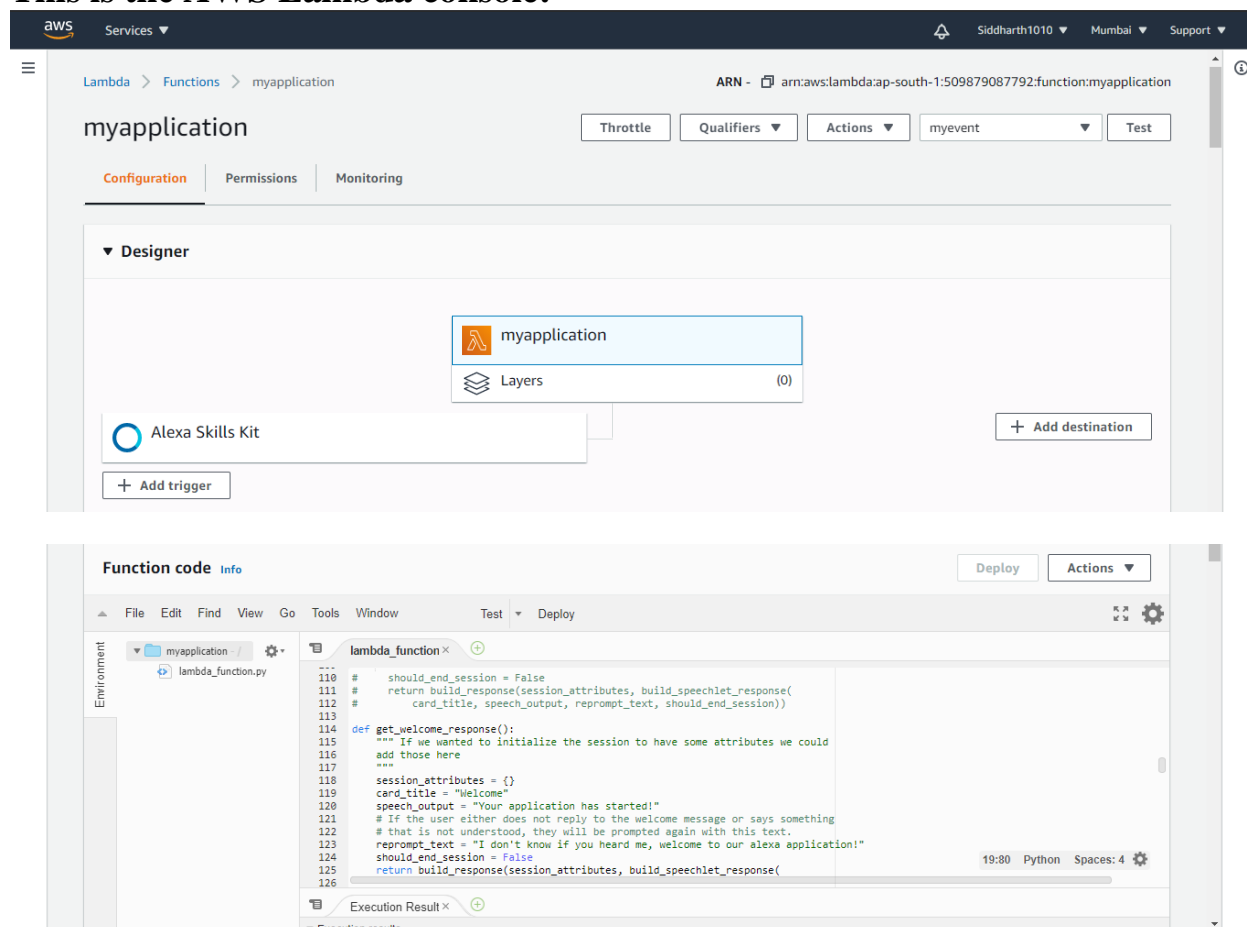 This is the AWS Lambda console:
aws Services Siddharth1010 Mumbai Support
Lambda > Functions > myapplication ARN - arn:aws:lambda:ap-south-1:509879087792:function:myapplication
myapplication Throttle Qualifiers Actions myevent Test
Configuration Permissions Monitoring
Designer
myapplication
Layers (0)
Alexa Skills Kit
+ Add destination
+ Add trigger
Function code Info Deploy Actions
File Edit Find View Go Tools Window Test Deploy
Environment
myapplication - /
lambda_function.py
lambda_function ×
110 # should_end_session = False
111 # return build_response(session_attributes, build_speechlet_response(
112 # card_title, speech_output, reprompt_text, should_end_session))
113
114 def get_welcome_response():
115 """ If we wanted to initialize the session to have some attributes we could
116 add those here
117 """
118 session_attributes = {}
119 card_title = "Welcome"
120 speech_output = "Your application has started!"
121 # If the user either does not reply to the welcome message or says something
122 # that is not understood, they will be prompted again with this text.
123 reprompt_text = "I don't know if you heard me, welcome to our alexa application!"
124 should_end_session = False
125 return build_response(session_attributes, build_speechlet_response(
126
19:80 Python Spaces: 4
Execution Result ×